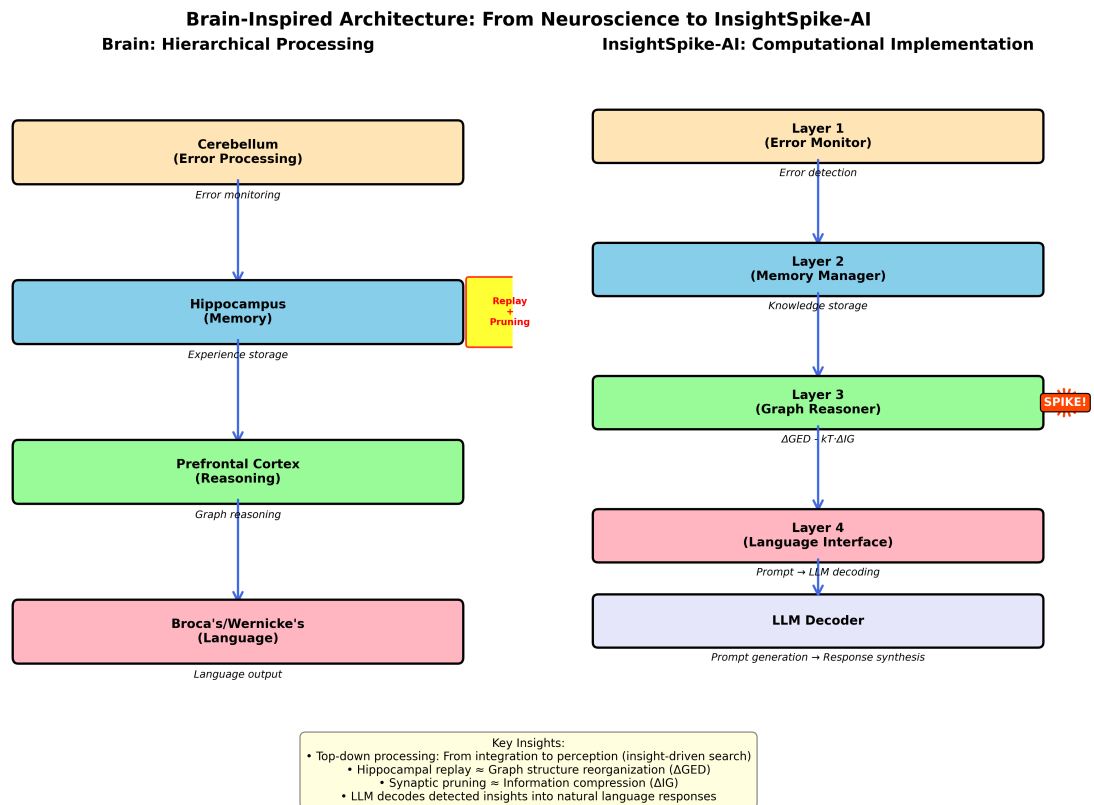 Brain-Inspired Architecture: From Neuroscience to InsightSpike-AI
Brain: Hierarchical Processing
Cerebellum
(Error Processing)
Error monitoring
Hippocampus
(Memory)
Replay
+
Pruning
Experience storage
Prefrontal Cortex
(Reasoning)
Graph reasoning
Broca's/Wernicke's
(Language)
Language output
InsightSpike-AI: Computational Implementation
Layer 1
(Error Monitor)
Error detection
Layer 2
(Memory Manager)
Knowledge storage
Layer 3
(Graph Reasoner)
SPIKE!
ΔGED - kT·ΔIG
Layer 4
(Language Interface)
Prompt → LLM decoding
LLM Decoder
Prompt generation → Response synthesis
Key Insights:
• Top-down processing: From integration to perception (insight-driven search)
• Hippocampal replay ≈ Graph structure reorganization (ΔGED)
• Synaptic pruning ≈ Information compression (ΔIG)
• LLM decodes detected insights into natural language responses